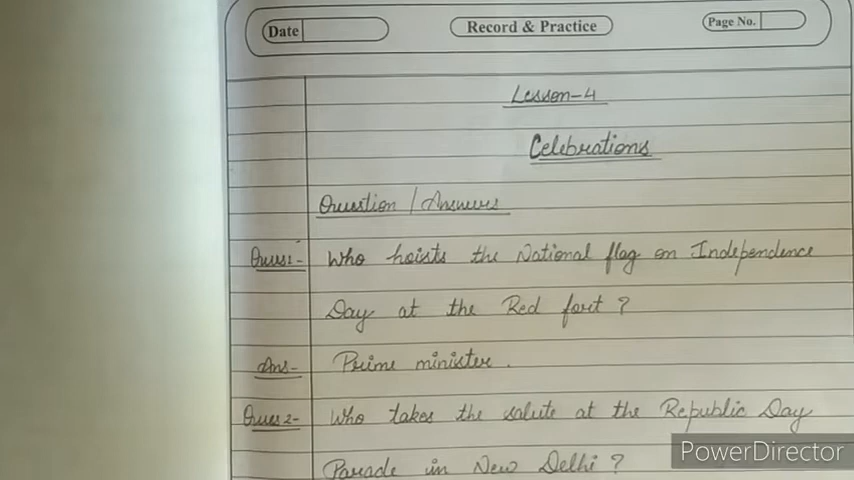 Date
Record & Practice
Page No.
Lesson-4
Celebrations
Question / Answers
Ques1- Who hoists the National flag on Independence
Day at the Red fort ?
Ans- Prime minister.
Ques2- Who takes the salute at the Republic Day
Parade in New Delhi ?
PowerDirector